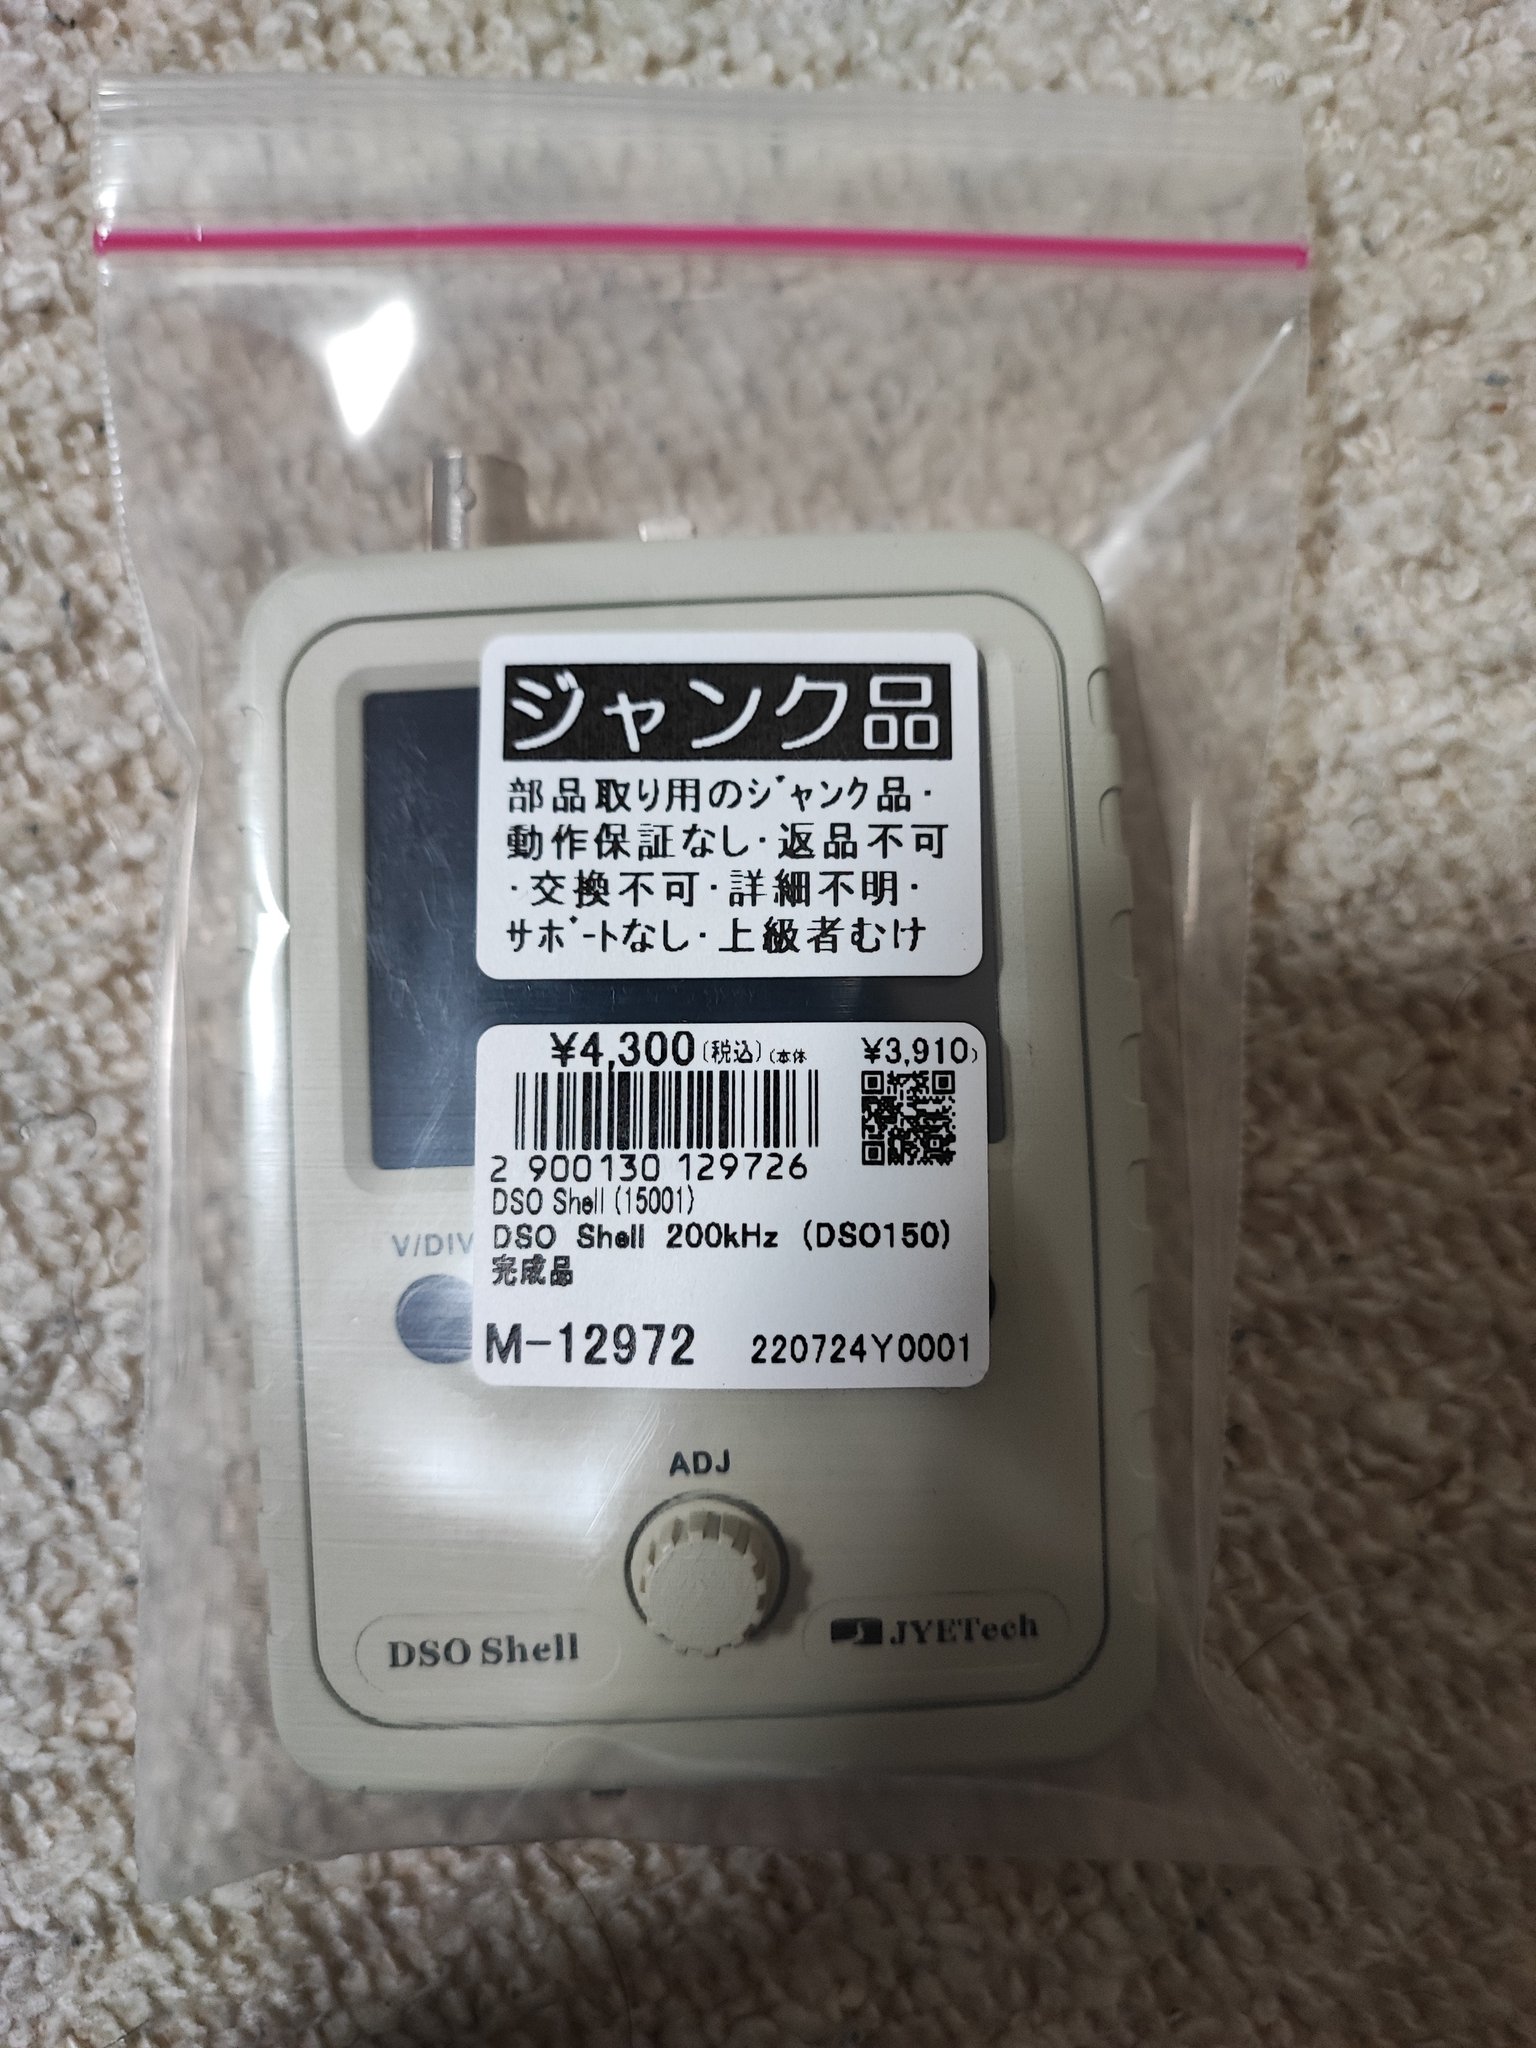 ジャンク品
部品取り用のジャンク品・
動作保証なし・返品不可
・交換不可・詳細不明・
サポートなし・上級者むけ
¥4,300(税込)(本体 ¥3,910)
2 900130 129726
DSO Shell (15001)
DSO Shell 200kHz (DSO150)
完成品
M-12972 220724Y0001
V/DIV
ADJ
DSO Shell
JYETech